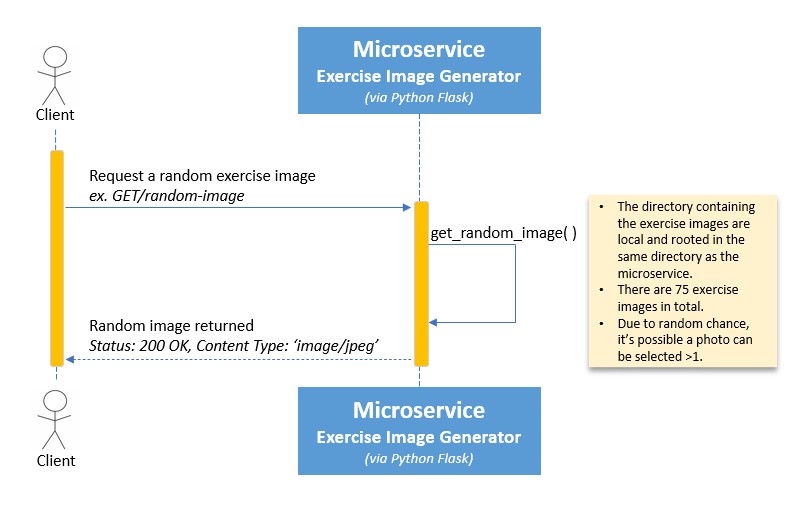 Microservice
Exercise Image Generator
(via Python Flask)
Client
Request a random exercise image
ex. GET/random-image
get_random_image( )
• The directory containing
the exercise images are
local and rooted in the
same directory as the
microservice.
• There are 75 exercise
images in total.
• Due to random chance,
it's possible a photo can
be selected >1.
Random image returned
Status: 200 OK, Content Type: 'image/jpeg'
Microservice
Exercise Image Generator
(via Python Flask)
Client